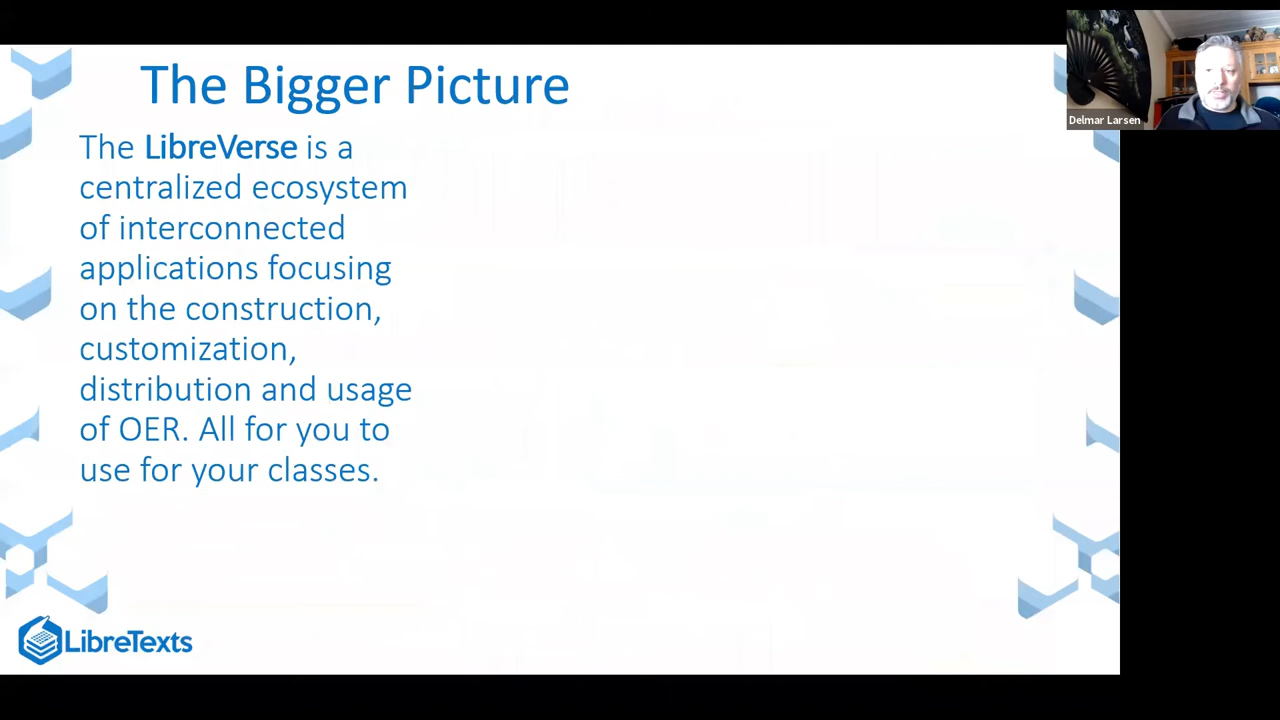 The Bigger Picture
The LibreVerse is a
centralized ecosystem
of interconnected
applications focusing
on the construction,
customization,
distribution and usage
of OER. All for you to
use for your classes.
LibreTexts
Delmar Larsen